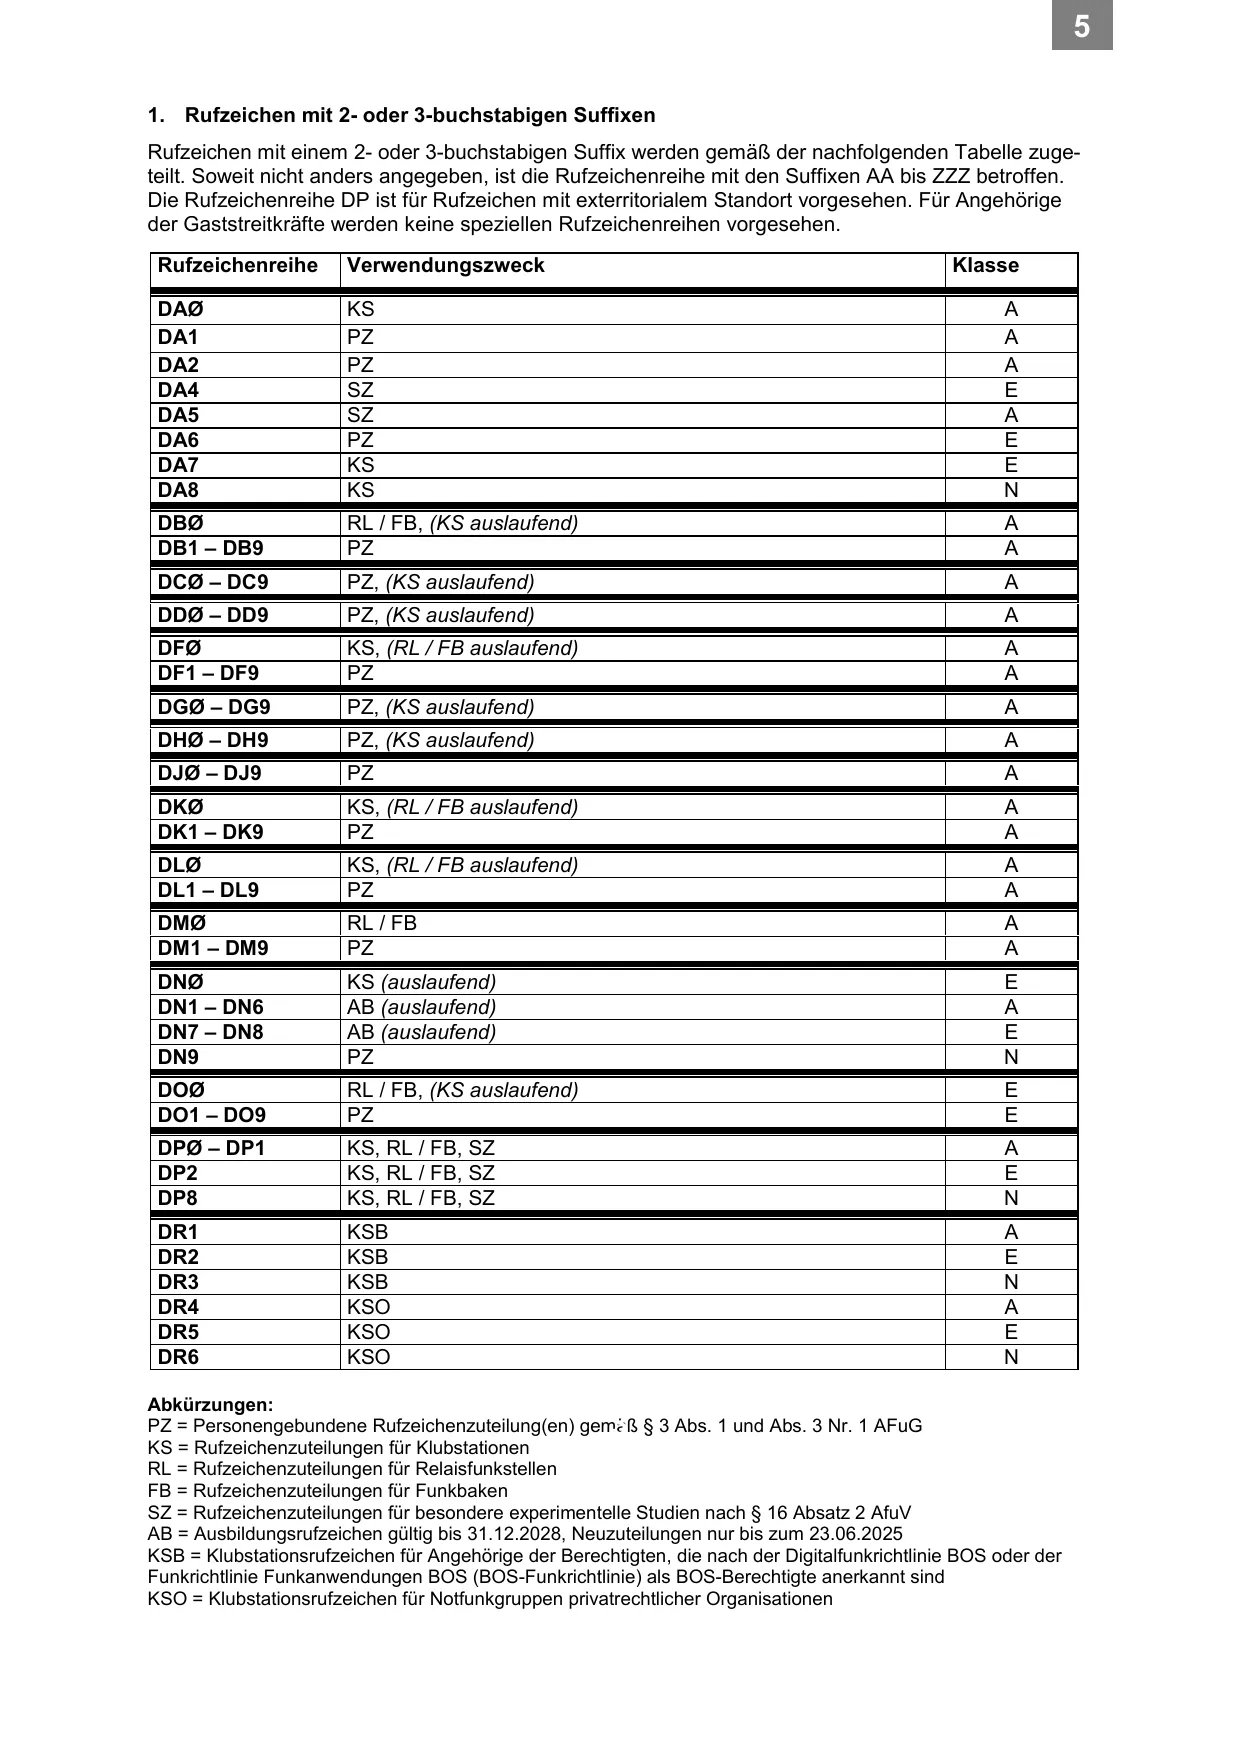 5
1. Rufzeichen mit 2- oder 3-buchstabigen Suffixen
Rufzeichen mit einem 2- oder 3-buchstabigen Suffix werden gemäß der nachfolgenden Tabelle zuge-
teilt. Soweit nicht anders angegeben, ist die Rufzeichenreihe mit den Suffixen AA bis ZZZ betroffen.
Die Rufzeichenreihe DP ist für Rufzeichen mit exterritorialem Standort vorgesehen. Für Angehörige
der Gaststreitkräfte werden keine speziellen Rufzeichenreihen vorgesehen.
Rufzeichenreihe Verwendungszweck Klasse
DAØ KS A
DA1 PZ A
DA2 PZ A
DA4 SZ E
DA5 SZ A
DA6 PZ E
DA7 KS E
DA8 KS N
DBØ RL / FB, (KS auslaufend) A
DB1 – DB9 PZ A
DCØ – DC9 PZ, (KS auslaufend) A
DDØ – DD9 PZ, (KS auslaufend) A
DFØ KS, (RL / FB auslaufend) A
DF1 – DF9 PZ A
DGØ – DG9 PZ, (KS auslaufend) A
DHØ – DH9 PZ, (KS auslaufend) A
DJØ – DJ9 PZ A
DKØ KS, (RL / FB auslaufend) A
DK1 – DK9 PZ A
DLØ KS, (RL / FB auslaufend) A
DL1 – DL9 PZ A
DMØ RL / FB A
DM1 – DM9 PZ A
DNØ KS (auslaufend) E
DN1 – DN6 AB (auslaufend) A
DN7 – DN8 AB (auslaufend) E
DN9 PZ N
DOØ RL / FB, (KS auslaufend) E
DO1 – DO9 PZ E
DPØ – DP1 KS, RL / FB, SZ A
DP2 KS, RL / FB, SZ E
DP8 KS, RL / FB, SZ N
DR1 KSB A
DR2 KSB E
DR3 KSB N
DR4 KSO A
DR5 KSO E
DR6 KSO N
Abkürzungen:
PZ = Personengebundene Rufzeichenzuteilung(en) gemäß § 3 Abs. 1 und Abs. 3 Nr. 1 AFuG
KS = Rufzeichenzuteilungen für Klubstationen
RL = Rufzeichenzuteilungen für Relaisfunkstellen
FB = Rufzeichenzuteilungen für Funkbaken
SZ = Rufzeichenzuteilungen für besondere experimentelle Studien nach § 16 Absatz 2 AfuV
AB = Ausbildungsrufzeichen gültig bis 31.12.2028, Neuzuteilungen nur bis zum 23.06.2025
KSB = Klubstationsrufzeichen für Angehörige der Berechtigten, die nach der Digitalfunkrichtlinie BOS oder der
Funkrichtlinie Funkanwendungen BOS (BOS-Funkrichtlinie) als BOS-Berechtigte anerkannt sind
KSO = Klubstationsrufzeichen für Notfunkgruppen privatrechtlicher Organisationen